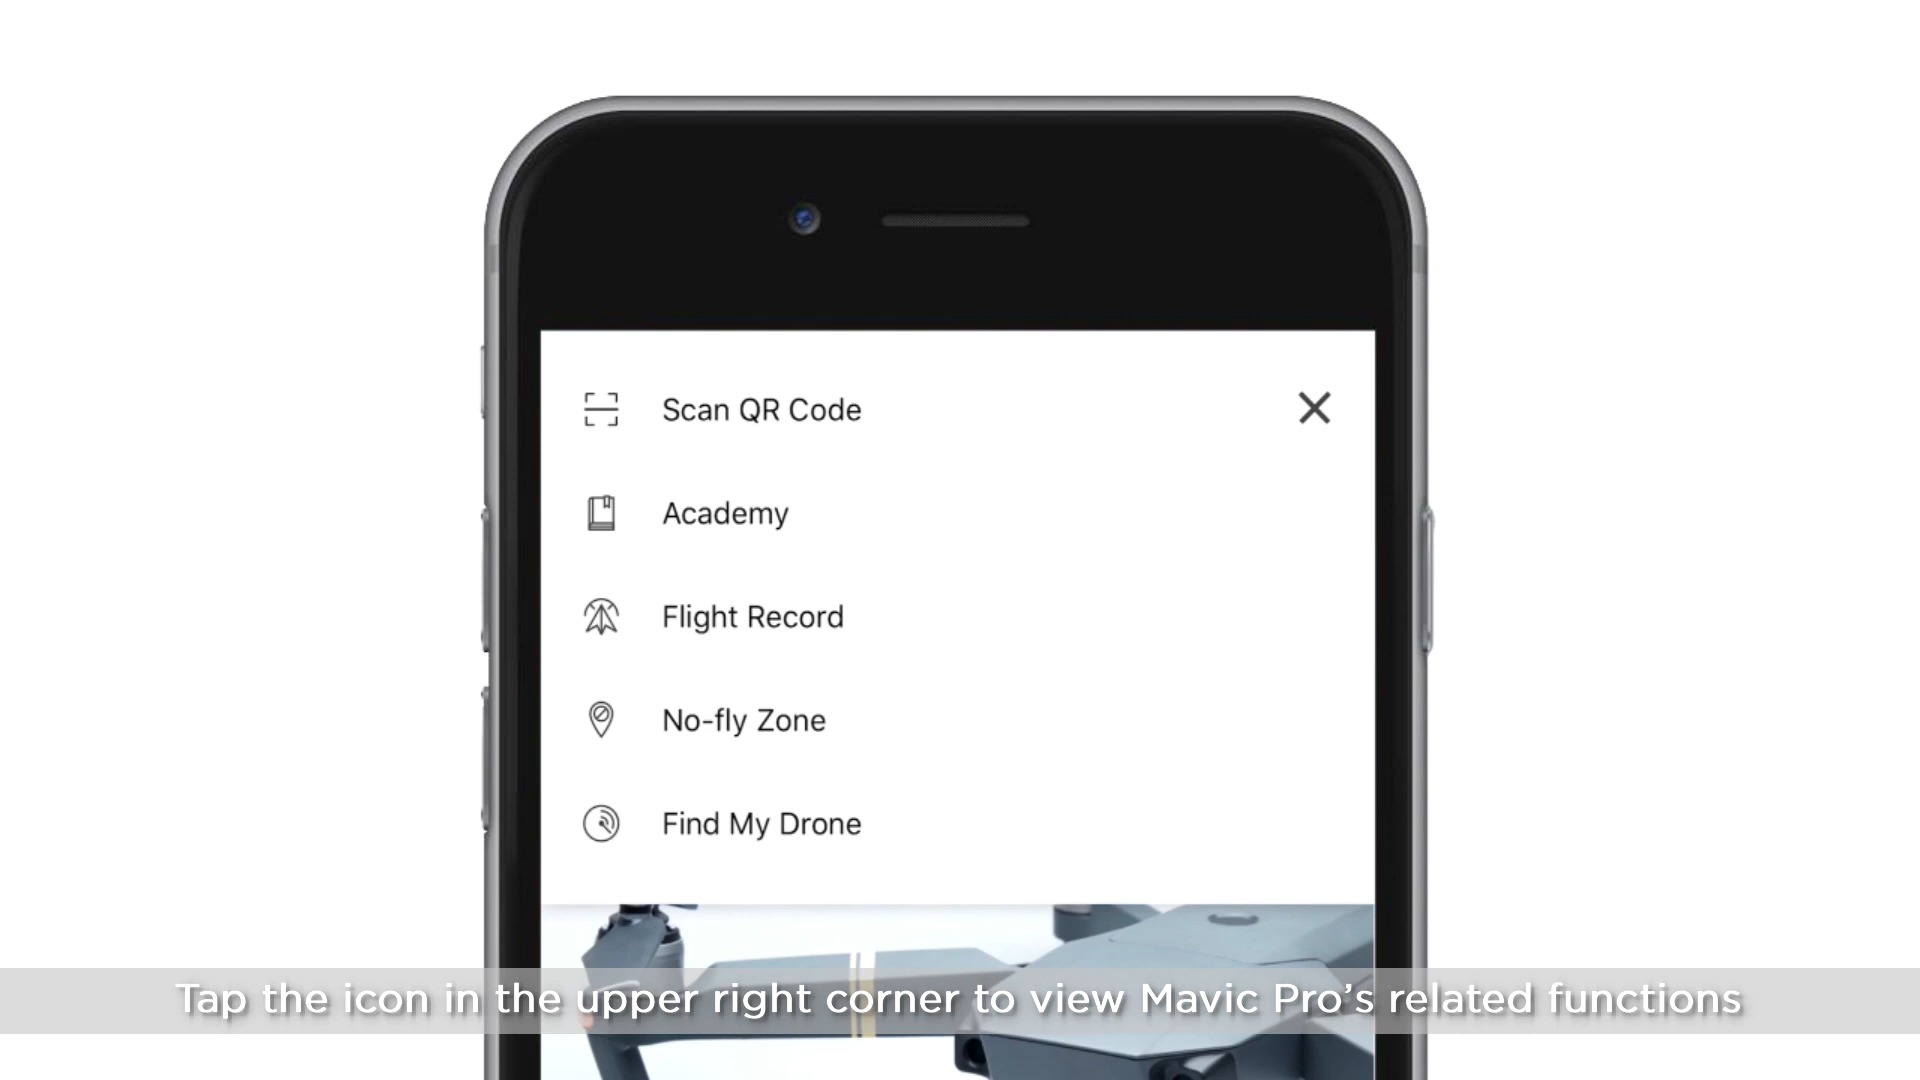 Scan QR Code
Academy
Flight Record
No-fly Zone
Find My Drone
Tap the icon in the upper right corner to view Mavic Pro’s related functions